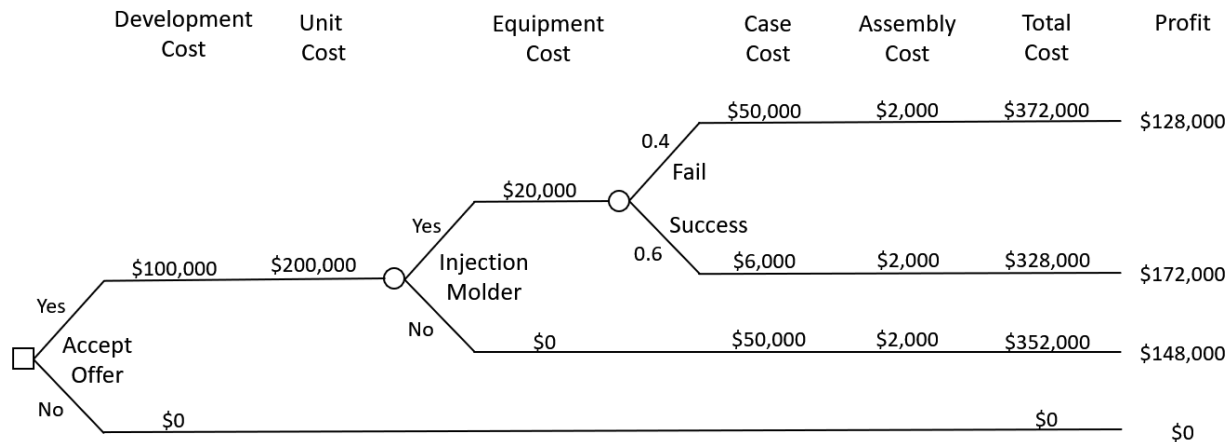 Development Cost
Unit Cost
Equipment Cost
Case Cost
Assembly Cost
Total Cost
Profit
$50,000 $2,000 $372,000 $128,000
0.4
Fail
$20,000
Yes
Success
0.6
$6,000 $2,000 $328,000 $172,000
$100,000 $200,000
Injection
Molder
Yes
No
$0 $50,000 $2,000 $352,000 $148,000
Accept
Offer
No
$0 $0 $0